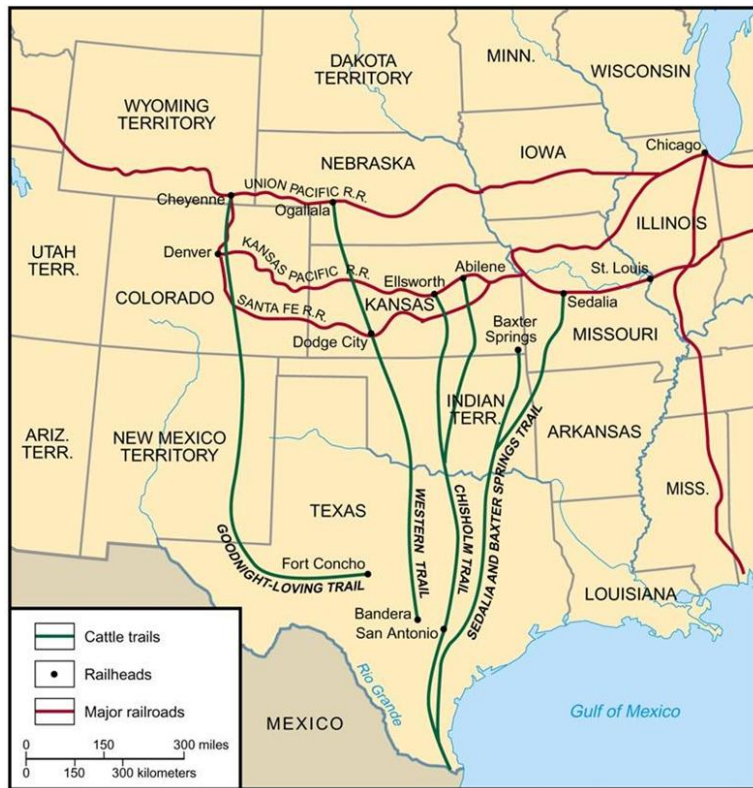 DAKOTA
TERRITORY
MINN.
WISCONSIN
WYOMING
TERRITORY
Chicago
IOWA
NEBRASKA
Cheyenne
UNION PACIFIC R.R.
Ogallala
ILLINOIS
UTAH
TERR.
Denver
KANSAS PACIFIC R.R.
Ellsworth
Abilene
St. Louis
COLORADO
SANTA FE R.R.
KANSAS
Sedalia
Dodge City
Baxter
Springs
MISSOURI
INDIAN
TERR.
ARIZ.
TERR.
NEW MEXICO
TERRITORY
ARKANSAS
MISS.
TEXAS
WESTERN TRAIL
CHISHOLM TRAIL
SEDALIA AND BAXTER SPRINGS TRAIL
GOODNIGHT-LOVING TRAIL
Fort Concho
LOUISIANA
Bandera
San Antonio
Rio Grande
MEXICO
Gulf of Mexico
Cattle trails
Railheads
Major railroads
0 150 300 miles
0 150 300 kilometers